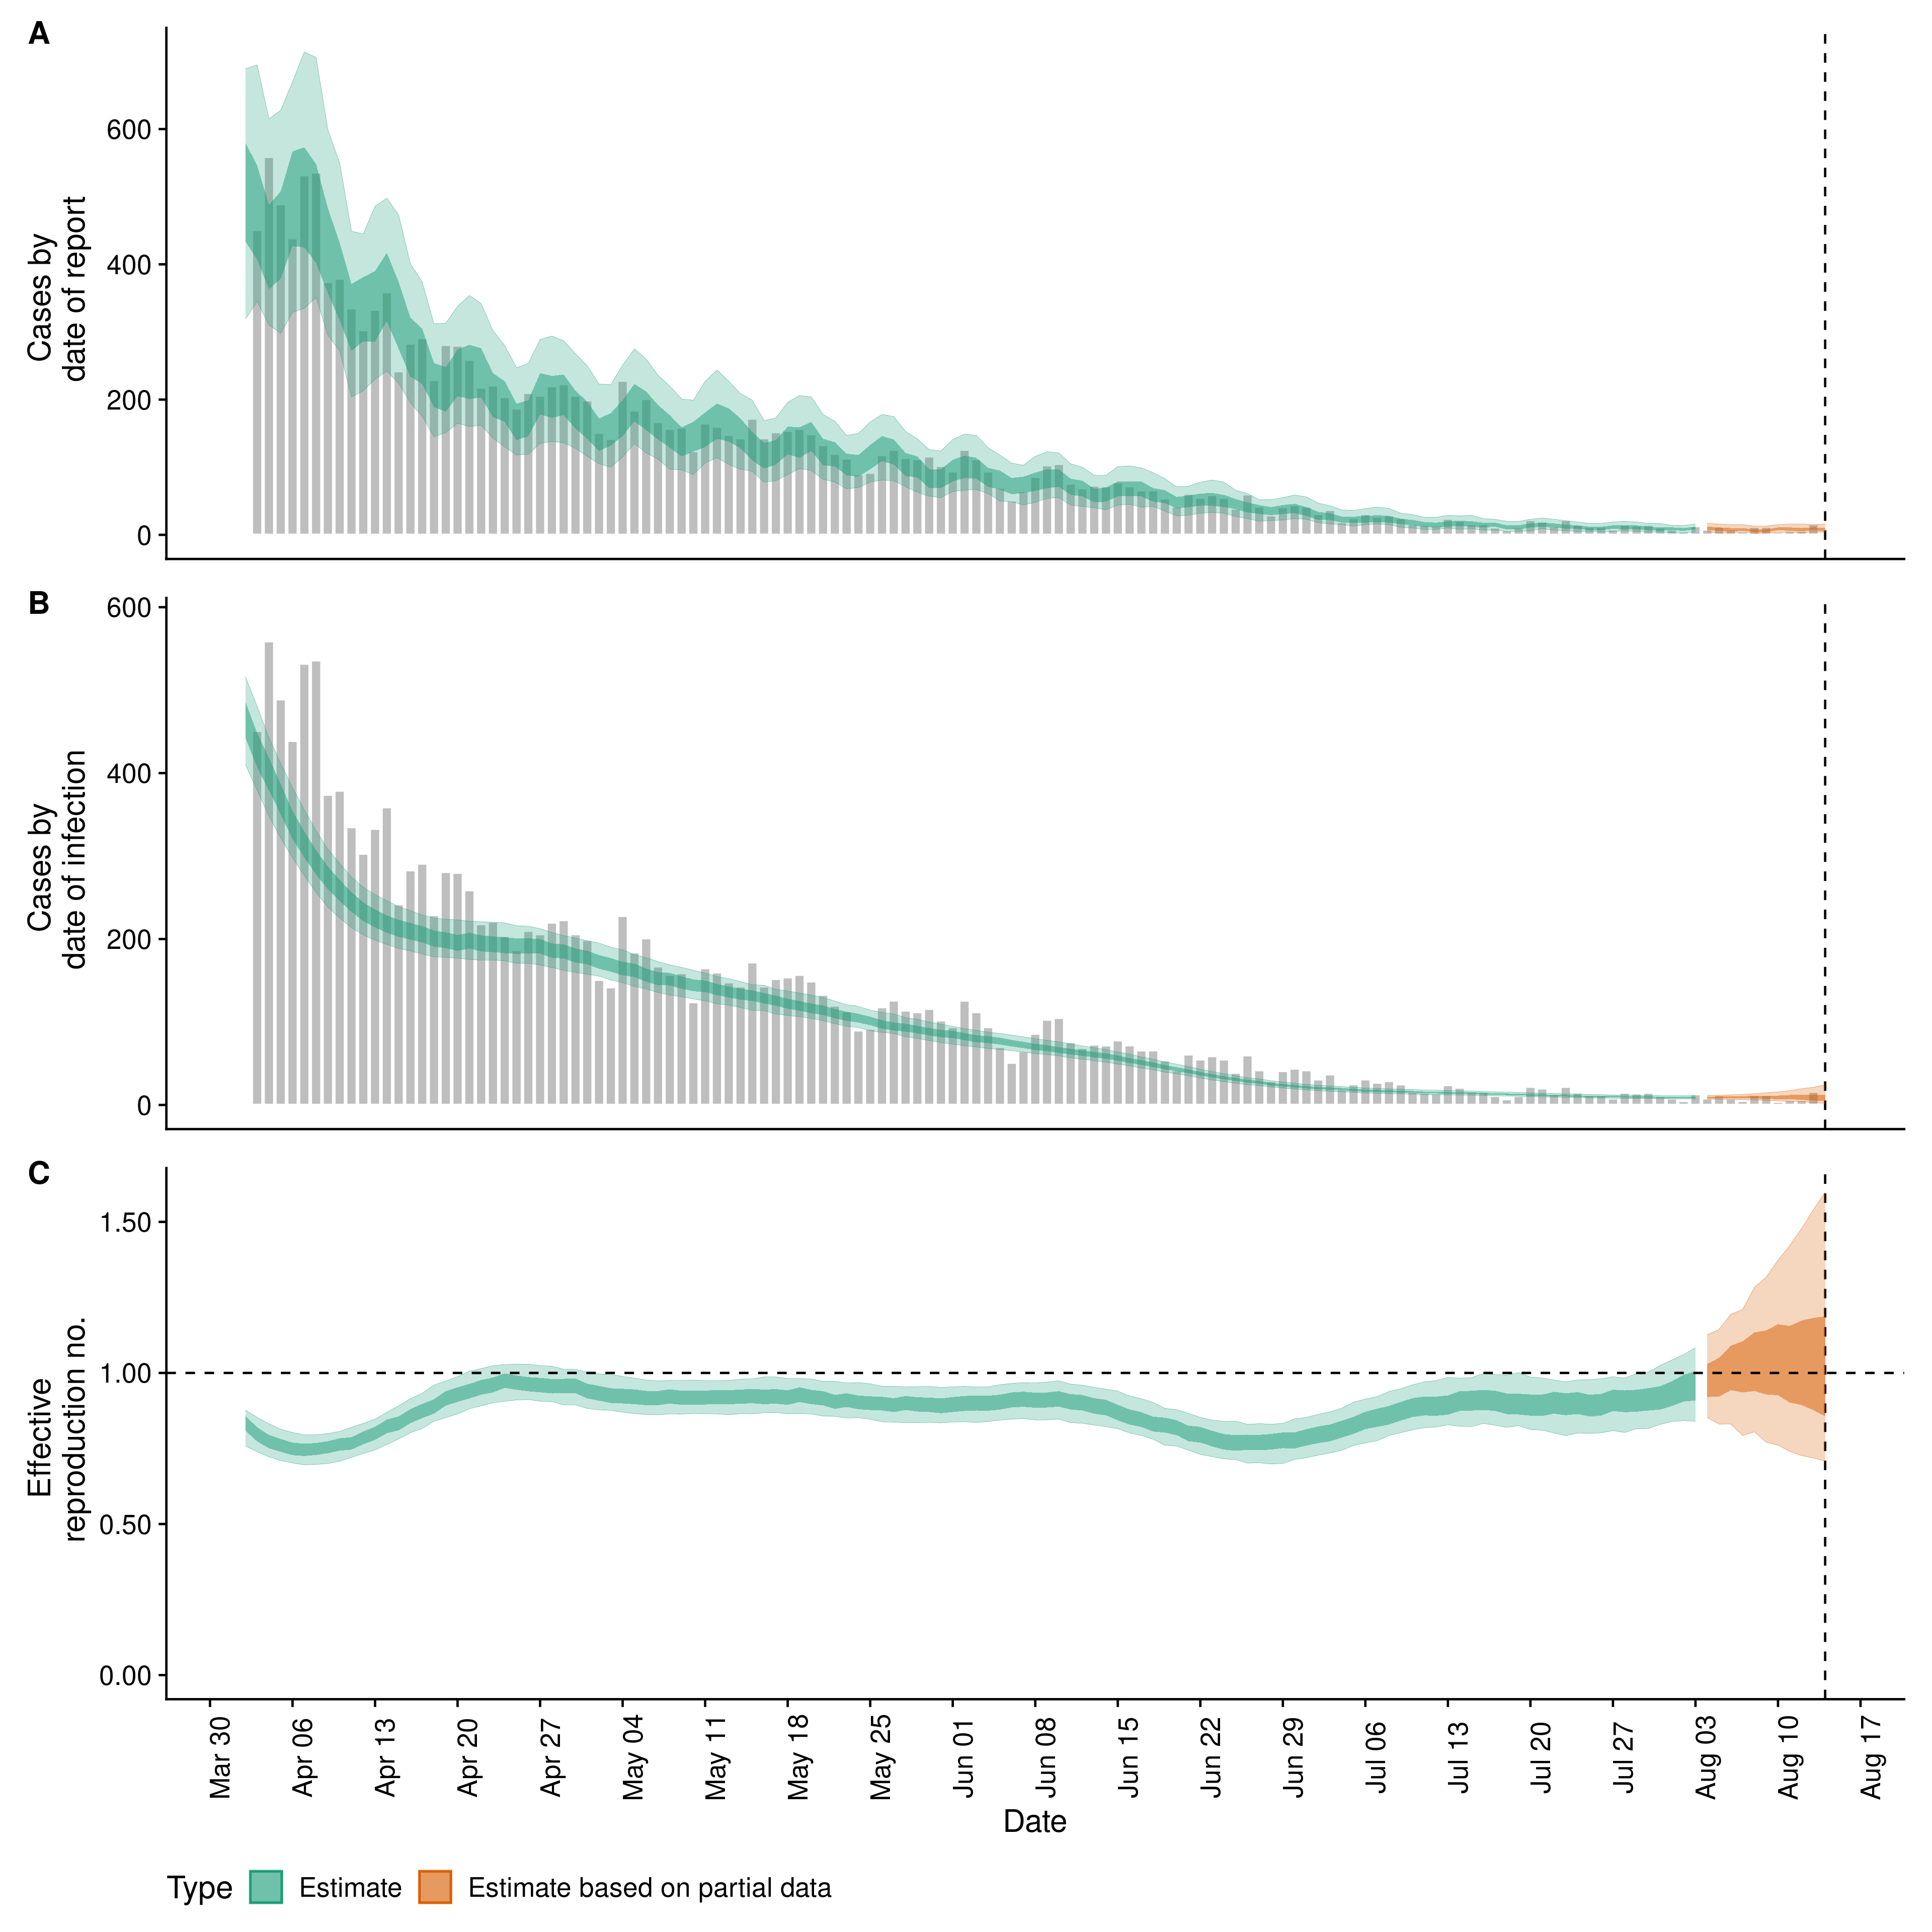 A
Cases by
date of report
600
400
200
0
B
Cases by
date of infection
600
400
200
0
C
Effective
reproduction no.
1.50
1.00
0.50
0.00
Mar 30
Apr 06
Apr 13
Apr 20
Apr 27
May 04
May 11
May 18
May 25
Jun 01
Jun 08
Jun 15
Jun 22
Jun 29
Jul 06
Jul 13
Jul 20
Jul 27
Aug 03
Aug 10
Aug 17
Date
Type Estimate Estimate based on partial data